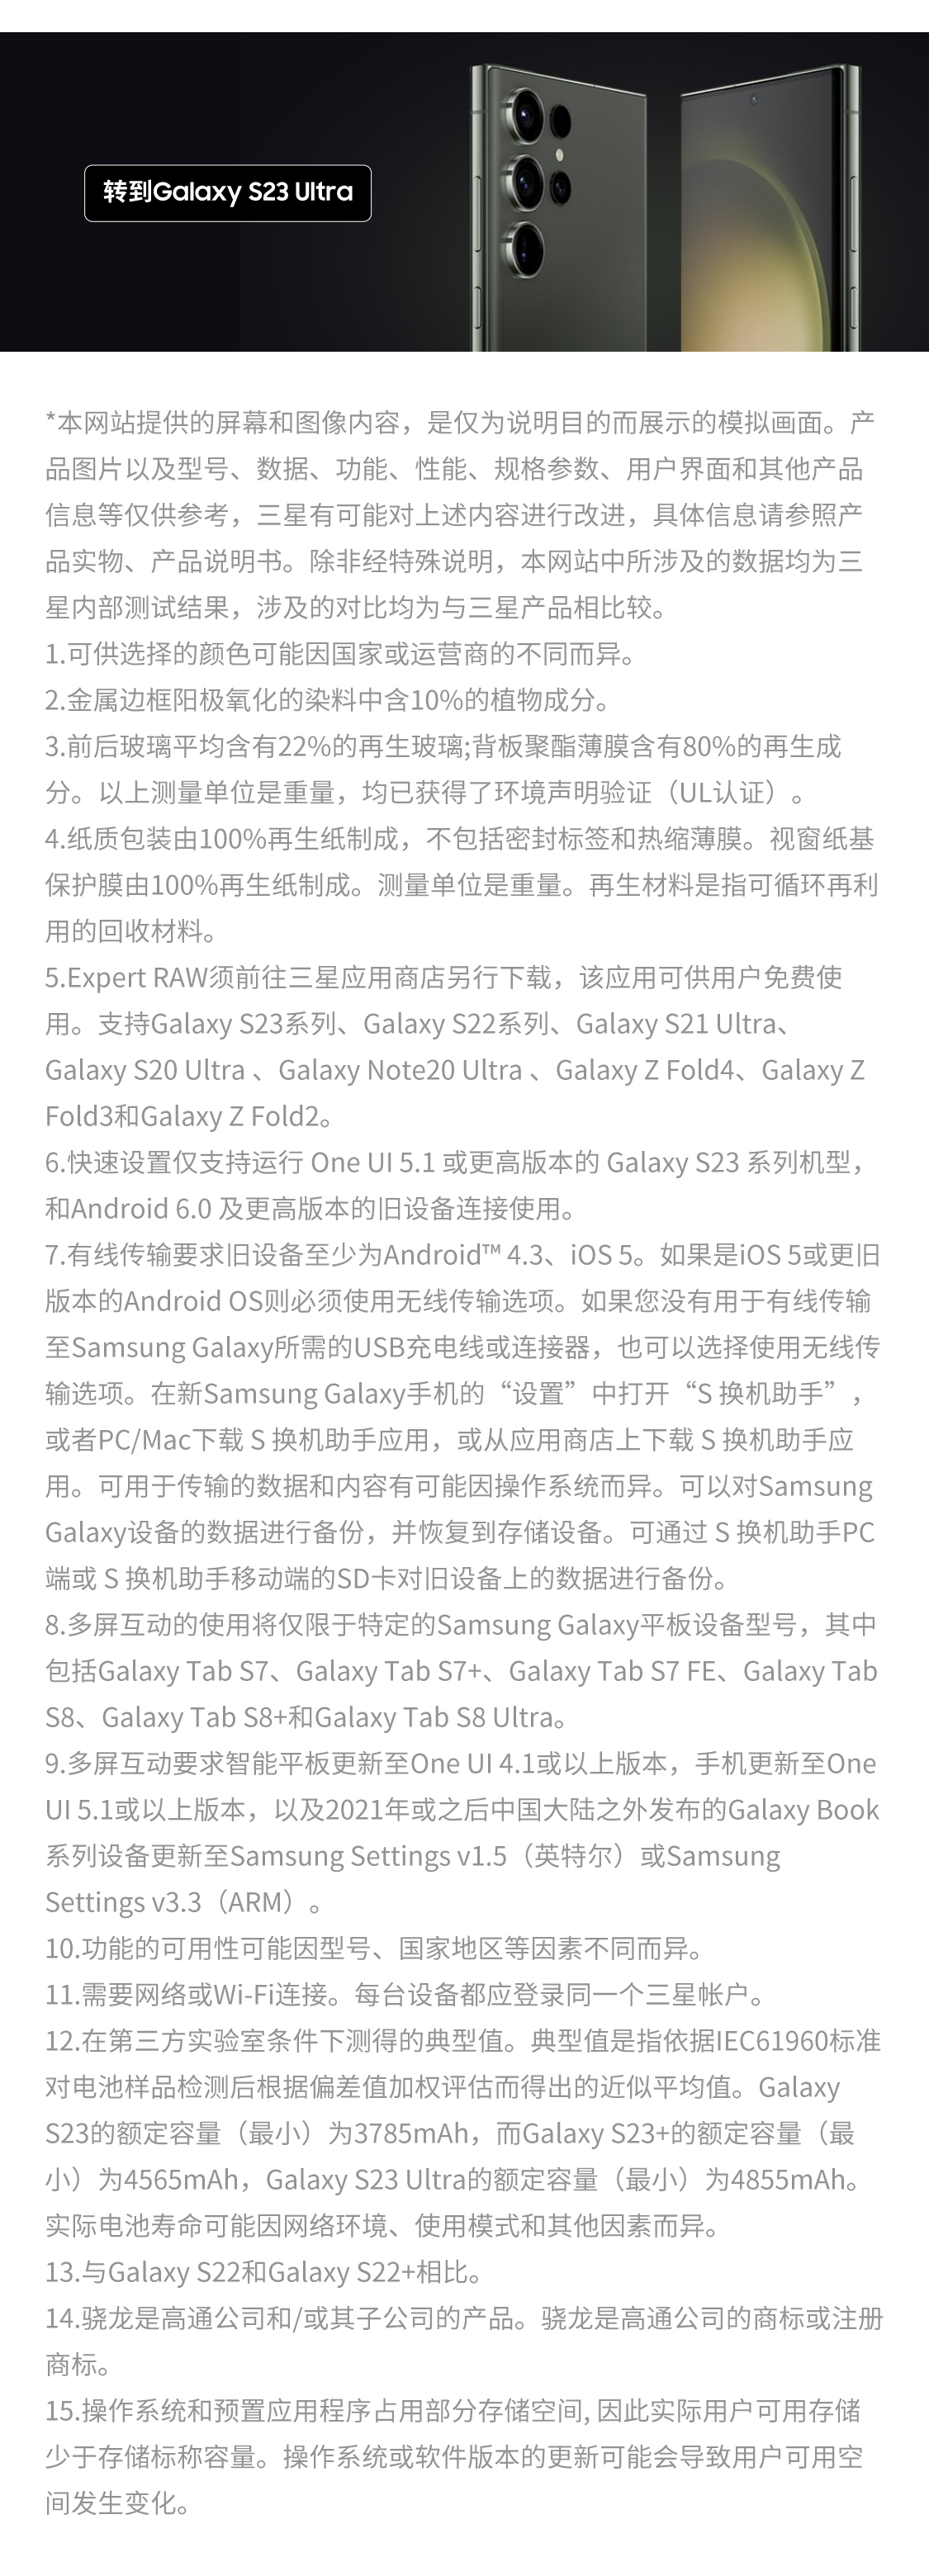 转到Galaxy S23 Ultra
*本网站提供的屏幕和图像内容，是仅为说明目的而展示的模拟画面。产
品图片以及型号、数据、功能、性能、规格参数、用户界面和其他产品
信息等仅供参考，三星有可能对上述内容进行改进，具体信息请参照产
品实物、产品说明书。除非经特殊说明，本网站中所涉及的数据均为三
星内部测试结果，涉及的对比均为与三星产品相比较。
1.可供选择的颜色可能因国家或运营商的不同而异。
2.金属边框阳极氧化的染料中含10%的植物成分。
3.前后玻璃平均含有22%的再生玻璃;背板聚酯薄膜含有80%的再生成
分。以上测量单位是重量，均已获得了环境声明验证（UL认证）。
4.纸质包装由100%再生纸制成，不包括密封标签和热缩薄膜。视窗纸基
保护膜由100%再生纸制成。测量单位是重量。再生材料是指可循环再利
用的回收材料。
5.Expert RAW须前往三星应用商店另行下载，该应用可供用户免费使
用。支持Galaxy S23系列、Galaxy S22系列、Galaxy S21 Ultra、
Galaxy S20 Ultra 、Galaxy Note20 Ultra 、Galaxy Z Fold4、Galaxy Z
Fold3和Galaxy Z Fold2。
6.快速设置仅支持运行 One UI 5.1 或更高版本的 Galaxy S23 系列机型，
和Android 6.0 及更高版本的旧设备连接使用。
7.有线传输要求旧设备至少为Android™ 4.3、iOS 5。如果是iOS 5或更旧
版本的Android OS则必须使用无线传输选项。如果您没有用于有线传输
至Samsung Galaxy所需的USB充电线或连接器，也可以选择使用无线传
输选项。在新Samsung Galaxy手机的“设置”中打开“S 换机助手”，
或者PC/Mac下载 S 换机助手应用，或从应用商店上下载 S 换机助手应
用。可用于传输的数据和内容有可能因操作系统而异。可以对Samsung
Galaxy设备的数据进行备份，并恢复到存储设备。可通过 S 换机助手PC
端或 S 换机助手移动端的SD卡对旧设备上的数据进行备份。
8.多屏互动的使用将仅限于特定的Samsung Galaxy平板设备型号，其中
包括Galaxy Tab S7、Galaxy Tab S7+、Galaxy Tab S7 FE、Galaxy Tab
S8、Galaxy Tab S8+和Galaxy Tab S8 Ultra。
9.多屏互动要求智能平板更新至One UI 4.1或以上版本，手机更新至One
UI 5.1或以上版本，以及2021年或之后中国大陆之外发布的Galaxy Book
系列设备更新至Samsung Settings v1.5（英特尔）或Samsung
Settings v3.3（ARM）。
10.功能的可用性可能因型号、国家地区等因素不同而异。
11.需要网络或Wi-Fi连接。每台设备都应登录同一个三星帐户。
12.在第三方实验室条件下测得的典型值。典型值是指依据IEC61960标准
对电池样品检测后根据偏差值加权评估而得出的近似平均值。Galaxy
S23的额定容量（最小）为3785mAh，而Galaxy S23+的额定容量（最
小）为4565mAh，Galaxy S23 Ultra的额定容量（最小）为4855mAh。
实际电池寿命可能因网络环境、使用模式和其他因素而异。
13.与Galaxy S22和Galaxy S22+相比。
14.骁龙是高通公司和/或其子公司的产品。骁龙是高通公司的商标或注册
商标。
15.操作系统和预置应用程序占用部分存储空间, 因此实际用户可用存储
少于存储标称容量。操作系统或软件版本的更新可能会导致用户可用空
间发生变化。